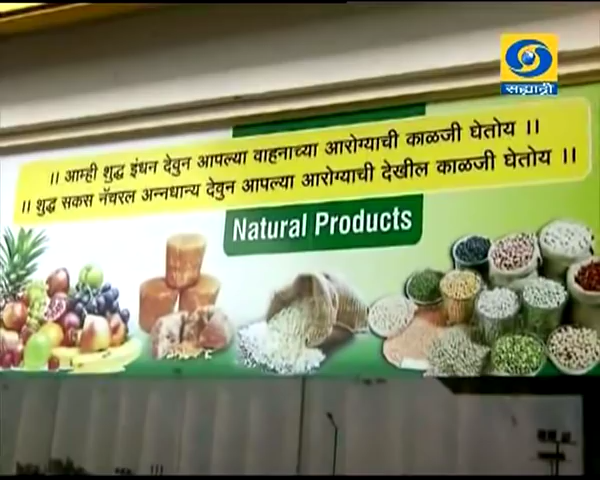 सह्याद्री
॥ आम्ही शुद्ध इंधन देवुन आपल्या वाहनाच्या आरोग्याची काळजी घेतोय ॥
॥ शुद्ध सकस नॅचरल अन्नधान्य देवुन आपल्या आरोग्याची देखील काळजी घेतोय ॥
Natural Products